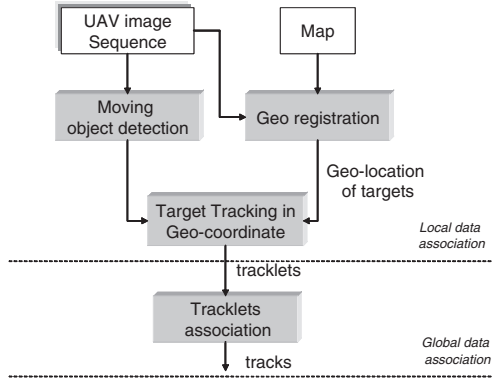 UAV image
Sequence
Map
Moving
object detection
Geo registration
Geo-location
of targets
Target Tracking in
Geo-coordinate
Local data
association
tracklets
Tracklets
association
Global data
association
tracks